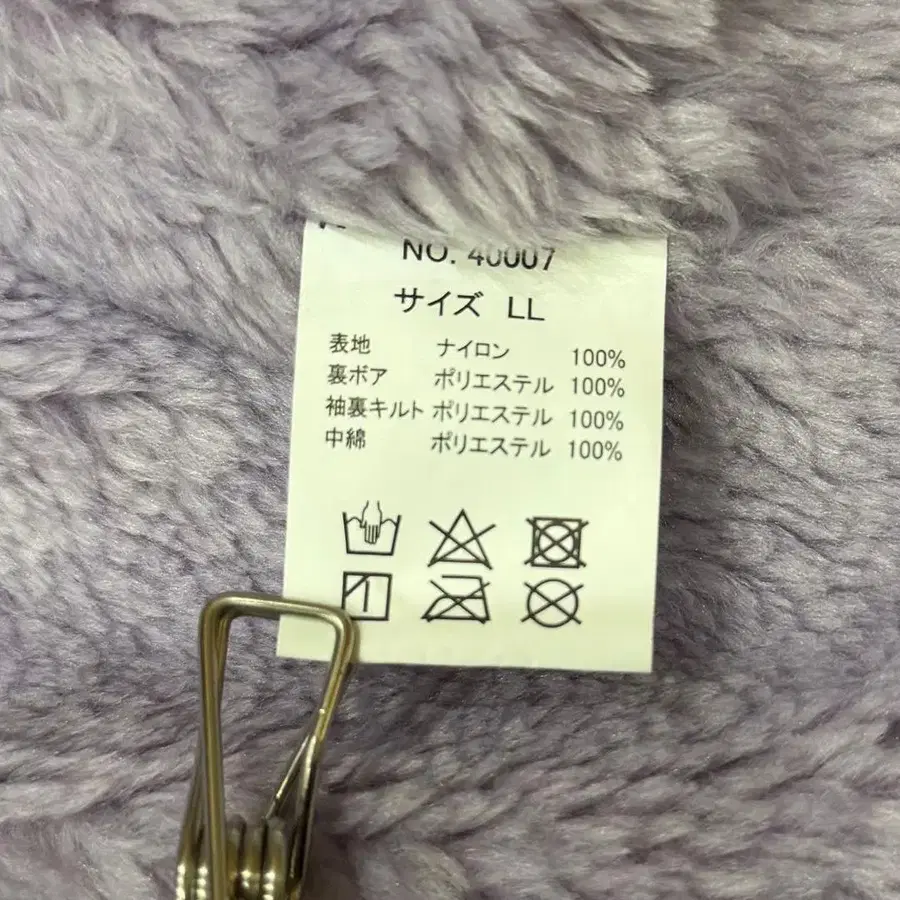 NO. 40007
サイズ LL
表地 ナイロン 100%
裏ボア ポリエステル 100%
袖裏キルト ポリエステル 100%
中綿 ポリエステル 100%